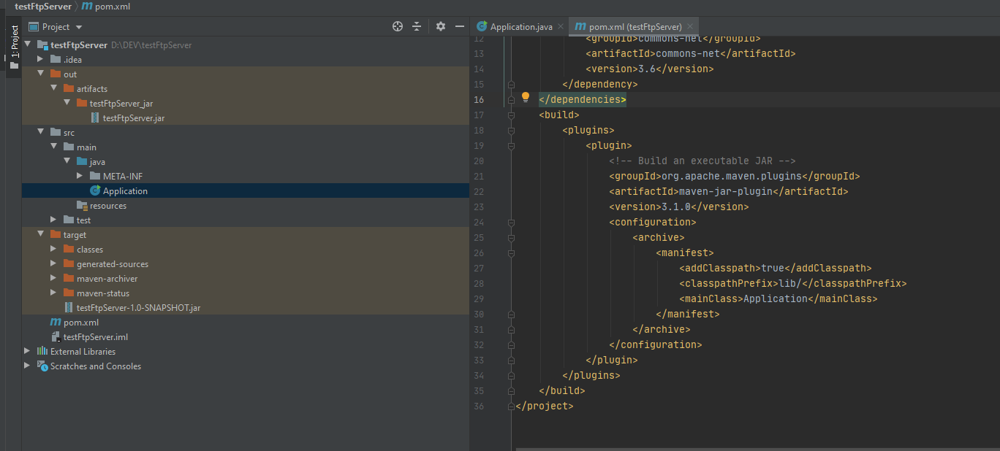 testFtpServer pom.xml
1: Project
Project
testFtpServer D:\DEV\testFtpServer
.idea
out
artifacts
testFtpServer_jar
testFtpServer.jar
src
main
java
META-INF
Application
resources
test
target
classes
generated-sources
maven-archiver
maven-status
testFtpServer-1.0-SNAPSHOT.jar
pom.xml
testFtpServer.iml
External Libraries
Scratches and Consoles
Application.java pom.xml (testFtpServer)
12 <groupId>commons-net</groupId>
13 <artifactId>commons-net</artifactId>
14 <version>3.6</version>
15 </dependency>
16 </dependencies>
17 <build>
18 <plugins>
19 <plugin>
20 <!-- Build an executable JAR -->
21 <groupId>org.apache.maven.plugins</groupId>
22 <artifactId>maven-jar-plugin</artifactId>
23 <version>3.1.0</version>
24 <configuration>
25 <archive>
26 <manifest>
27 <addClasspath>true</addClasspath>
28 <classpathPrefix>lib/</classpathPrefix>
29 <mainClass>Application</mainClass>
30 </manifest>
31 </archive>
32 </configuration>
33 </plugin>
34 </plugins>
35 </build>
36 </project>